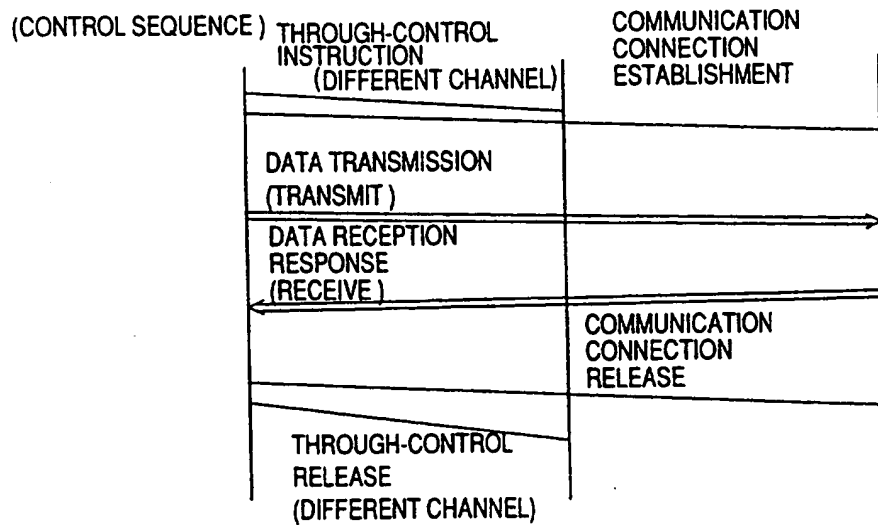 (CONTROL SEQUENCE)
THROUGH-CONTROL
INSTRUCTION
(DIFFERENT CHANNEL)
COMMUNICATION
CONNECTION
ESTABLISHMENT
DATA TRANSMISSION
(TRANSMIT)
DATA RECEPTION
RESPONSE
(RECEIVE)
COMMUNICATION
CONNECTION
RELEASE
THROUGH-CONTROL
RELEASE
(DIFFERENT CHANNEL)